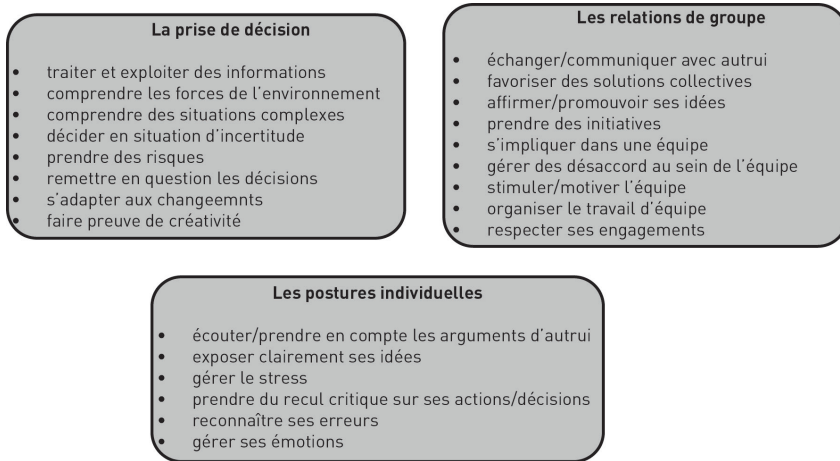 La prise de décision
• traiter et exploiter des informations
• comprendre les forces de l'environnement
• comprendre des situations complexes
• décider en situation d'incertitude
• prendre des risques
• remettre en question les décisions
• s'adapter aux changeemnts
• faire preuve de créativité
Les relations de groupe
• échanger/communiquer avec autrui
• favoriser des solutions collectives
• affirmer/promouvoir ses idées
• prendre des initiatives
• s'impliquer dans une équipe
• gérer des désaccord au sein de l'équipe
• stimuler/motiver l'équipe
• organiser le travail d'équipe
• respecter ses engagements
Les postures individuelles
• écouter/prendre en compte les arguments d'autrui
• exposer clairement ses idées
• gérer le stress
• prendre du recul critique sur ses actions/décisions
• reconnaître ses erreurs
• gérer ses émotions